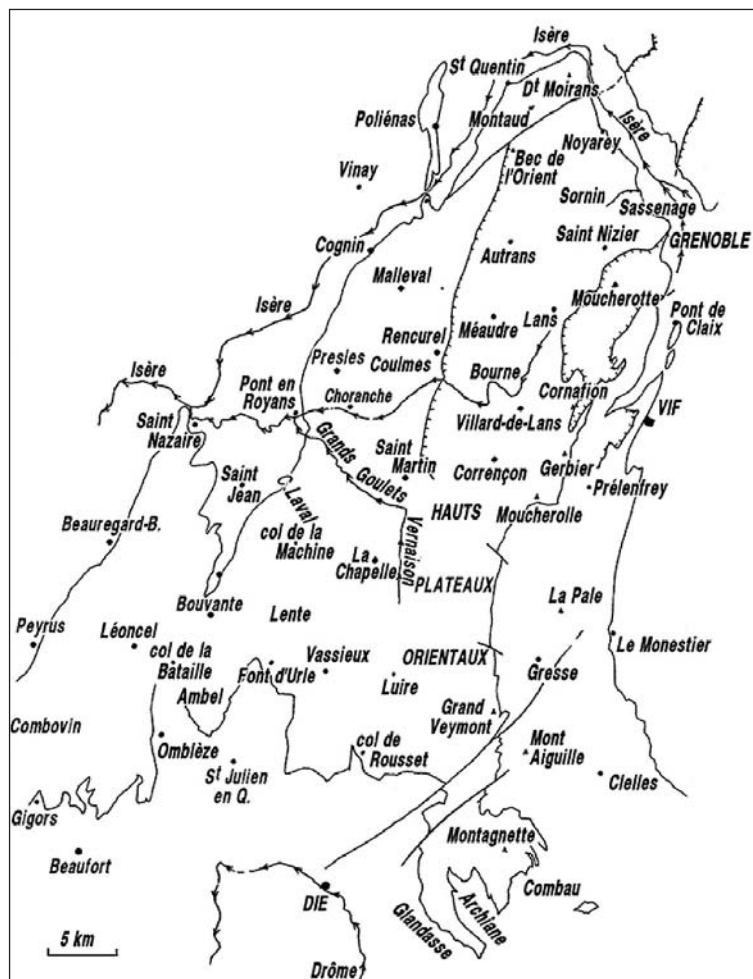 Isère
St Quentin
Dt Moirans
Montaud
Isère
Poliénas
Noyarey
Bec de
l'Orient
Vinay
Sornin
Sassenage
GRENOBLE
Saint Nizier
Cognin
Autrans
Malleval
Moucherotte
Isère
Pont de
Claix
Lans
Méaudre
Rencurel
Coulmes
Presles
Bourne
Isère
Pont en
Royans
Choranche
Cornafion
Villard-de-Lans
VIF
Saint
Nazaire
Grands
Goulets
Saint
Martin
Gerbier
Corrençon
Saint
Jean
Laval
Prélenfrey
HAUTS
Moucherolle
Beauregard-B.
col de la
Machine
Vernaison
La
Chapelle
PLATEAUX
La Pale
Bouvante
Lente
Peyrus
Léoncel
Le Monestier
col de la
Bataille
Vassieux
ORIENTAUX
Gresse
Font d'Urle
Luire
Ambel
Grand
Veymont
Combovin
Omblèze
col de
Rousset
Mont
Aiguille
St Julien
en Q.
Clelles
Gigors
Montagnette
Beaufort
Combau
DIE
Archiane
Glandasse
5 km
Drôme